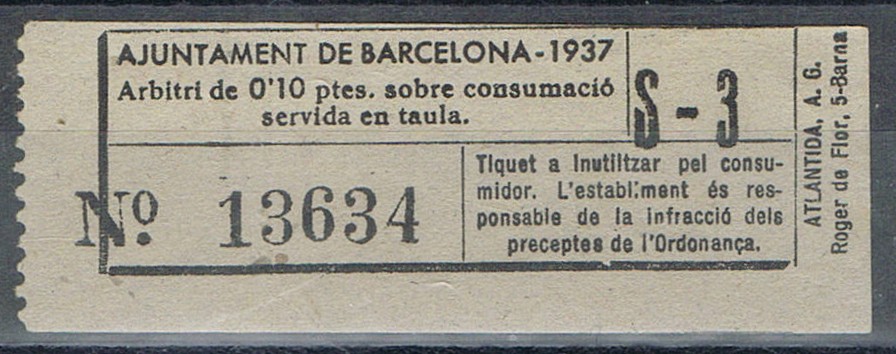 AJUNTAMENT DE BARCELONA - 1937
Arbitri de 0'10 ptes. sobre consumació
servida en taula.
S - 3
Nº. 13634
Tiquet a inutilitzar pel consu-
midor. L'establiment és res-
ponsable de la infracció dels
preceptes de l'Ordonança.
ATLANTIDA, A. G.
Roger de Flor, 5-Barna